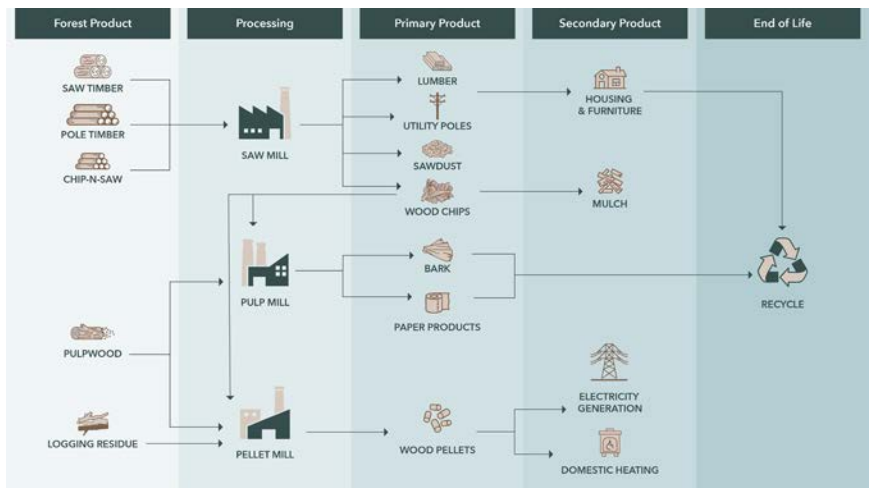 Forest Product
Processing
Primary Product
Secondary Product
End of Life
SAW TIMBER
POLE TIMBER
CHIP-N-SAW
SAW MILL
LUMBER
UTILITY POLES
SAWDUST
WOOD CHIPS
HOUSING
& FURNITURE
MULCH
PULP MILL
BARK
PAPER PRODUCTS
RECYCLE
PULPWOOD
LOGGING RESIDUE
PELLET MILL
WOOD PELLETS
ELECTRICITY
GENERATION
DOMESTIC HEATING